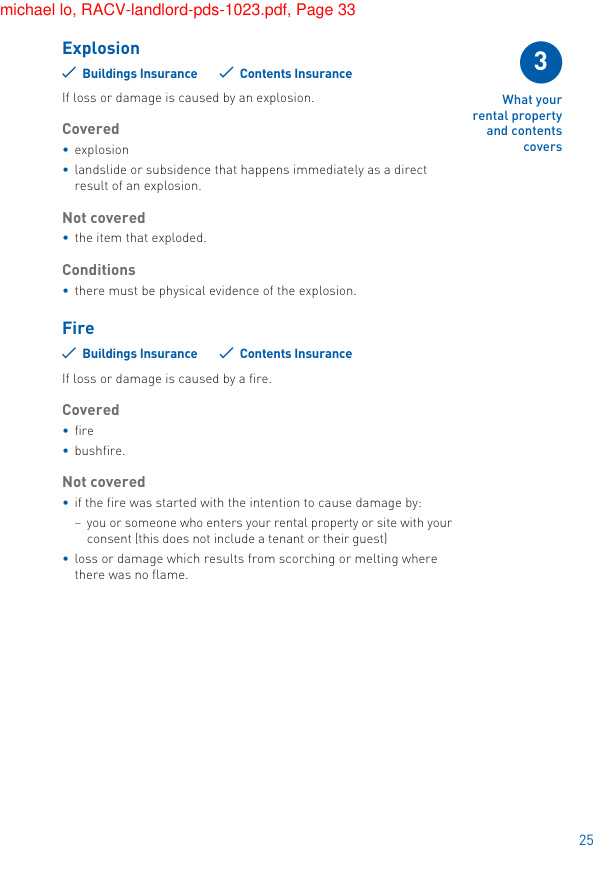 michael lo, RACV-landlord-pds-1023.pdf, Page 33
Explosion
Buildings Insurance Contents Insurance
If loss or damage is caused by an explosion.
Covered
• explosion
• landslide or subsidence that happens immediately as a direct
result of an explosion.
Not covered
• the item that exploded.
Conditions
• there must be physical evidence of the explosion.
Fire
Buildings Insurance Contents Insurance
If loss or damage is caused by a fire.
Covered
• fire
• bushfire.
Not covered
• if the fire was started with the intention to cause damage by:
– you or someone who enters your rental property or site with your
consent (this does not include a tenant or their guest)
• loss or damage which results from scorching or melting where
there was no flame.
3
What your
rental property
and contents
covers
25